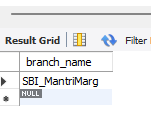 Result Grid Filter
branch_name
SBI_MantriMarg
NULL